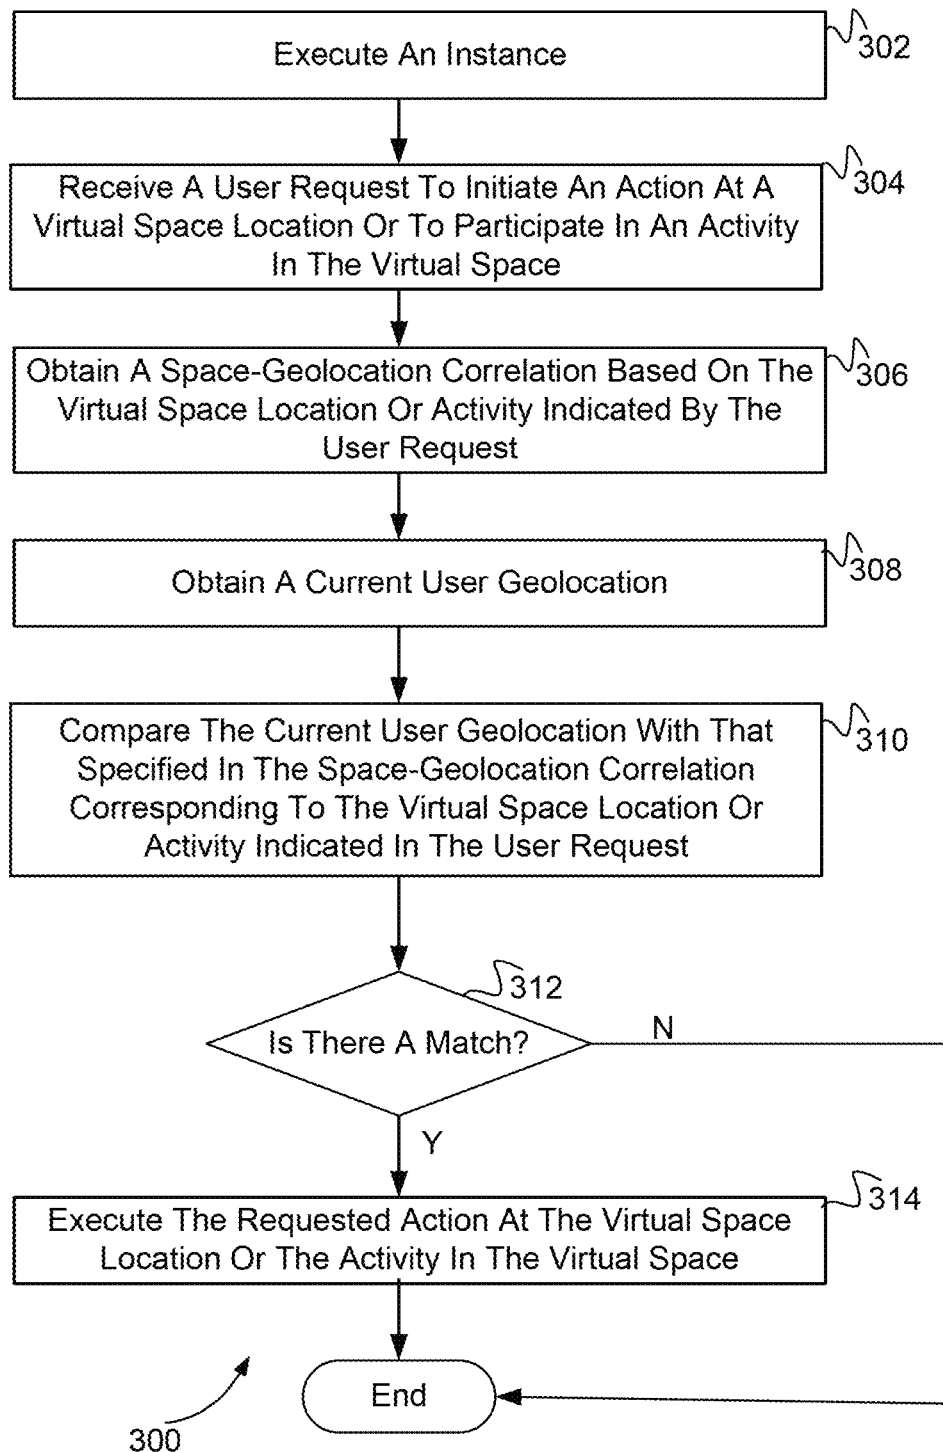 Execute An Instance
302
Receive A User Request To Initiate An Action At A
Virtual Space Location Or To Participate In An Activity
In The Virtual Space
304
Obtain A Space-Geolocation Correlation Based On The
Virtual Space Location Or Activity Indicated By The
User Request
306
Obtain A Current User Geolocation
308
Compare The Current User Geolocation With That
Specified In The Space-Geolocation Correlation
Corresponding To The Virtual Space Location Or
Activity Indicated In The User Request
310
312
Is There A Match?
N
Y
Execute The Requested Action At The Virtual Space
Location Or The Activity In The Virtual Space
314
End
300